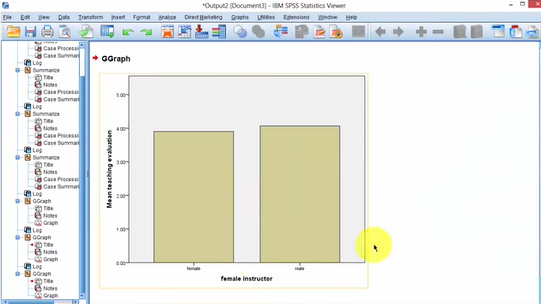 *Output2 [Document3] - IBM SPSS Statistics Viewer
File Edit View Data Transform Insert Format Analyze Direct Marketing Graphs Utilities Extensions Window Help
Case Processi
Case Summari
Log
Summarize
Title
Notes
Case Processi
Case Summari
Log
Summarize
Title
Notes
Case Processi
Case Summari
Log
Summarize
Title
Notes
Case Processi
Case Summari
Log
GGraph
Title
Notes
Graph
Log
GGraph
Title
Notes
Graph
Log
GGraph
Title
Notes
Graph
GGraph
Mean teaching evaluation
5.00
4.00
3.00
2.00
1.00
0.00
female
male
female instructor